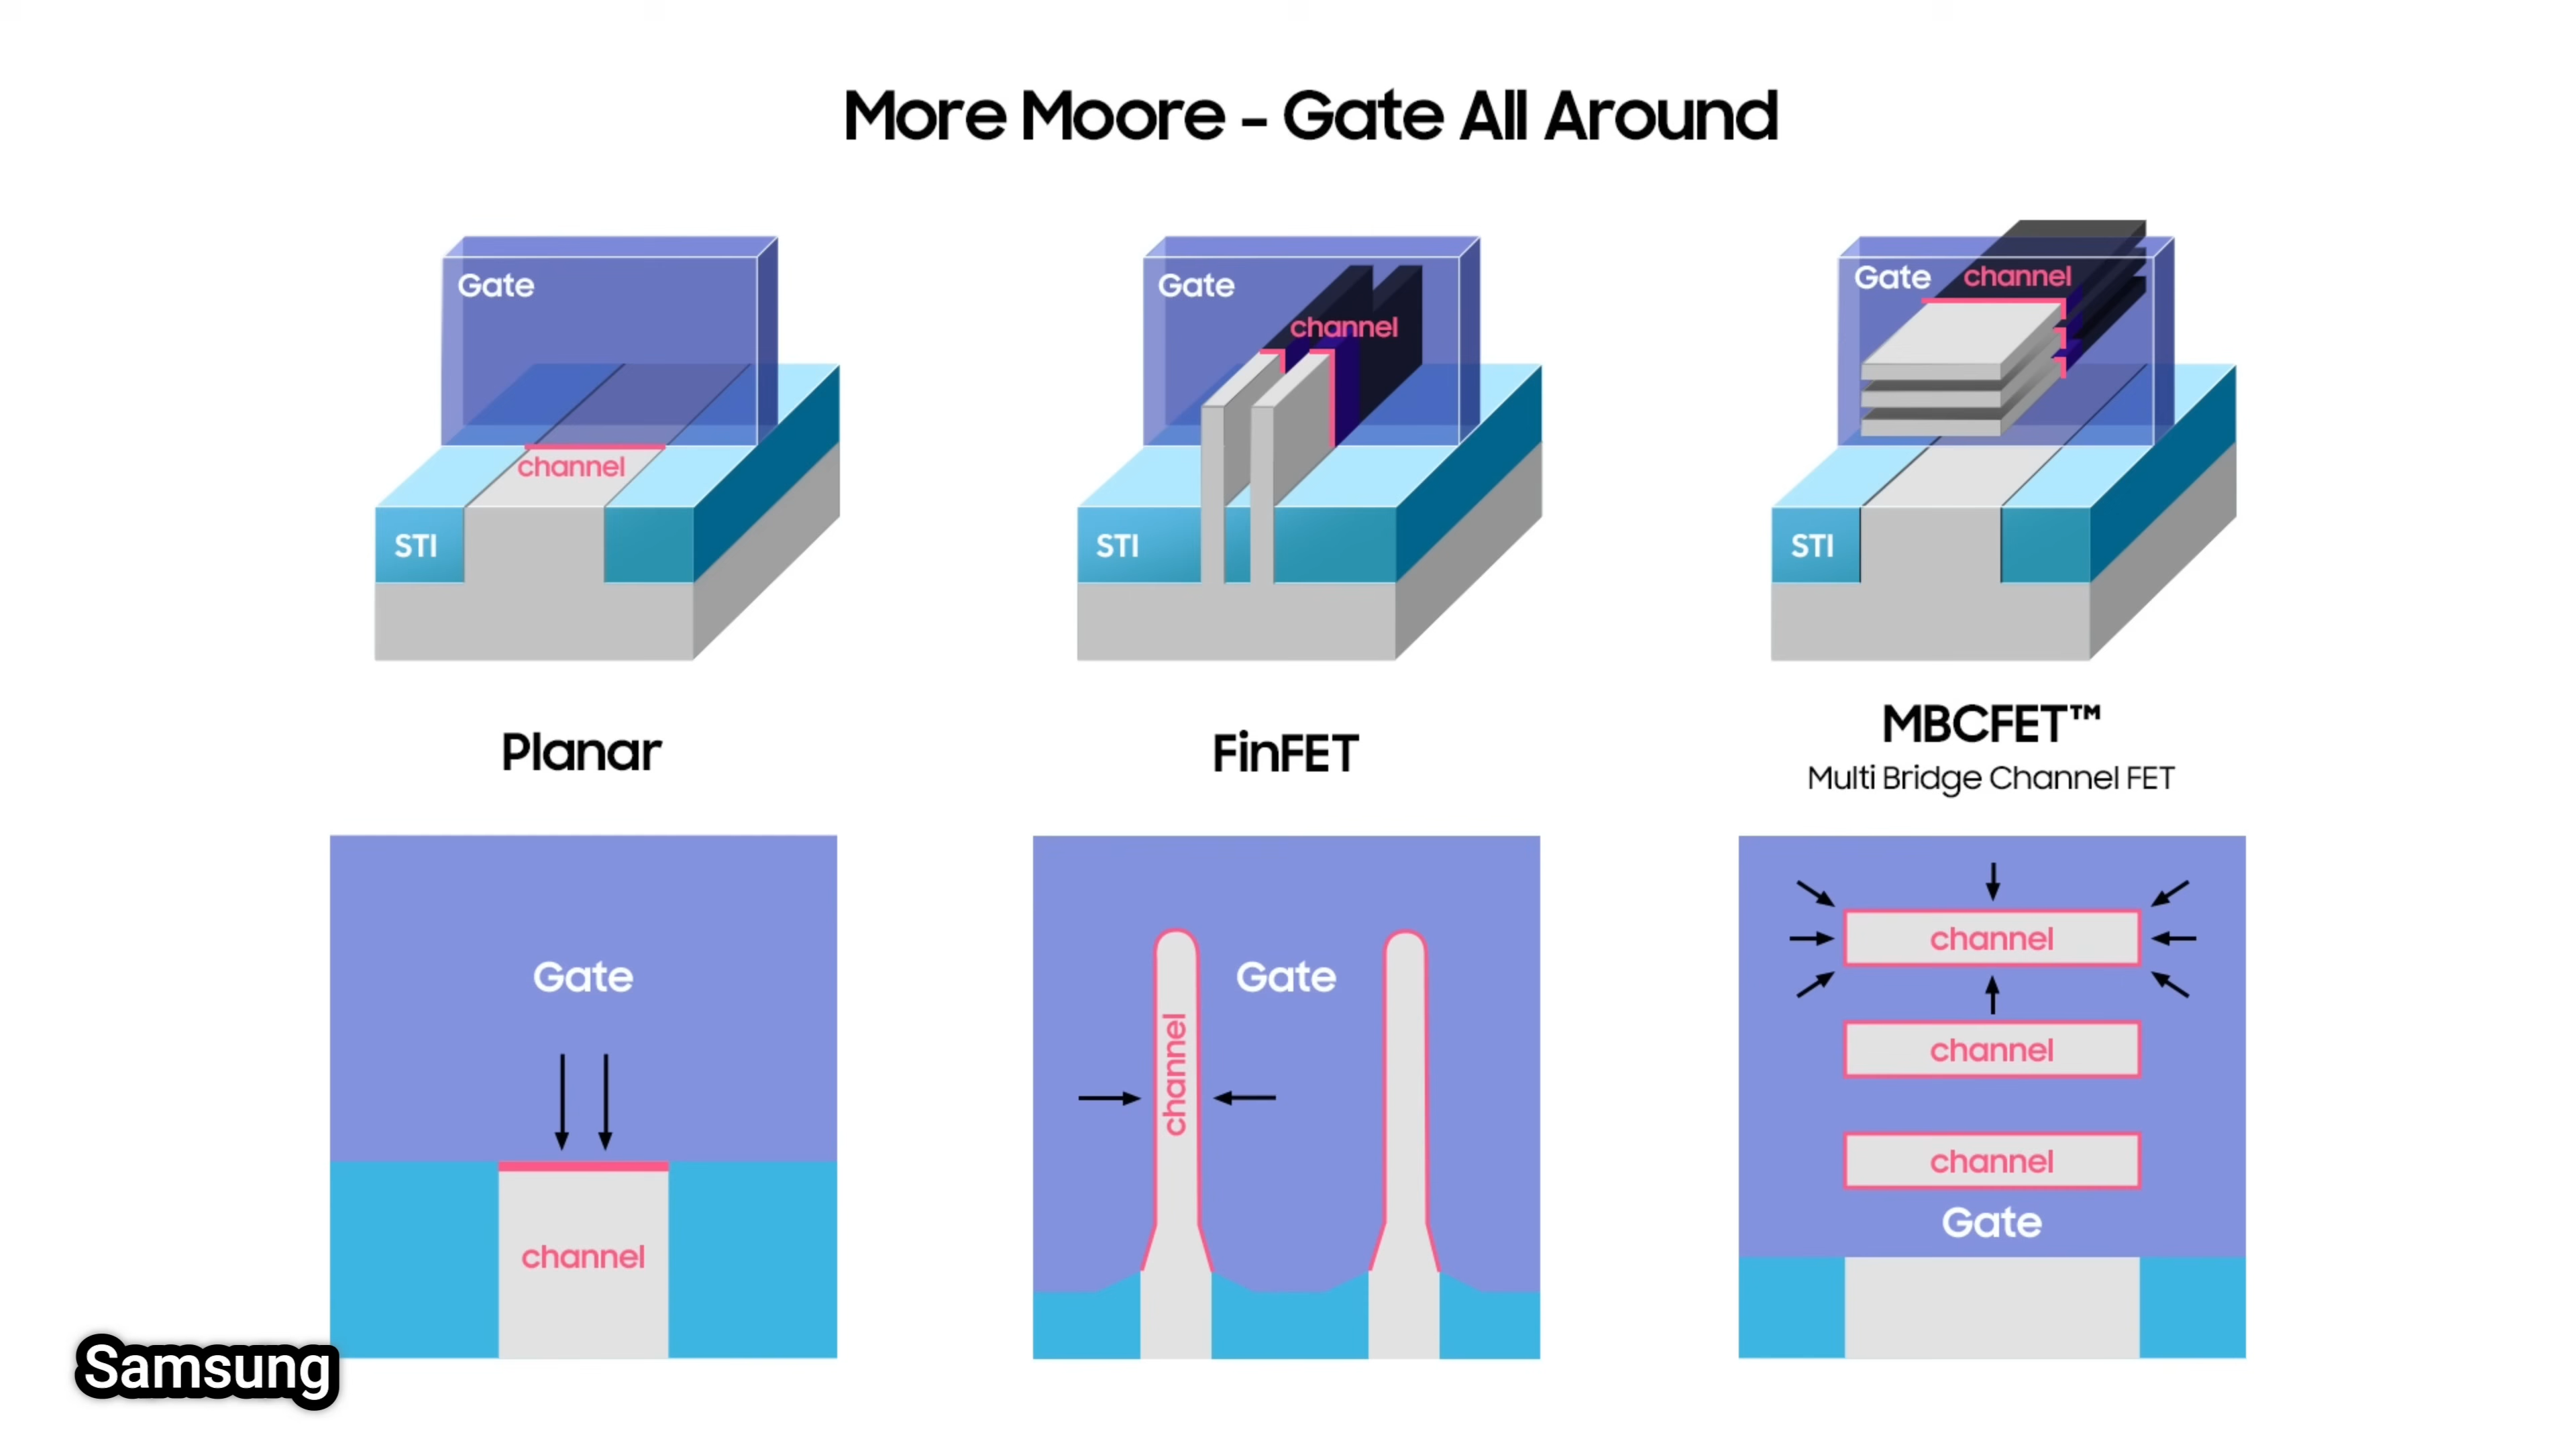 More Moore - Gate All Around
Gate
channel
STI
Gate
channel
STI
Gate channel
STI
Planar
FinFET
MBCFET™
Multi Bridge Channel FET
Gate
channel
Gate
channel
channel
channel
channel
Gate
Samsung